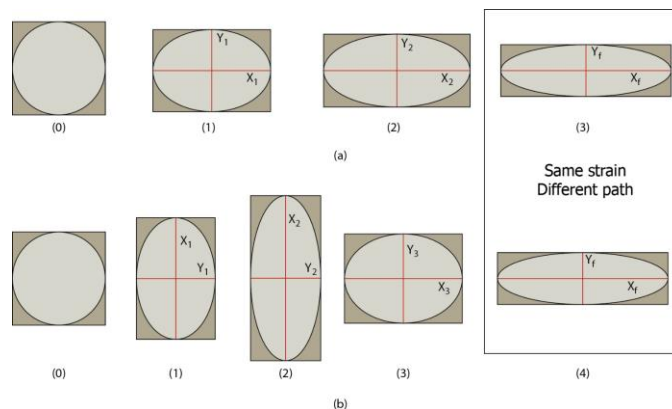 Y1 Y2 Yf
X1 X2 Xf
(0) (1) (2) (3)
(a)
Same strain
Different path
X1 X2 Y3 Yf
Y1 Y2 X3 Xf
(0) (1) (2) (3) (4)
(b)